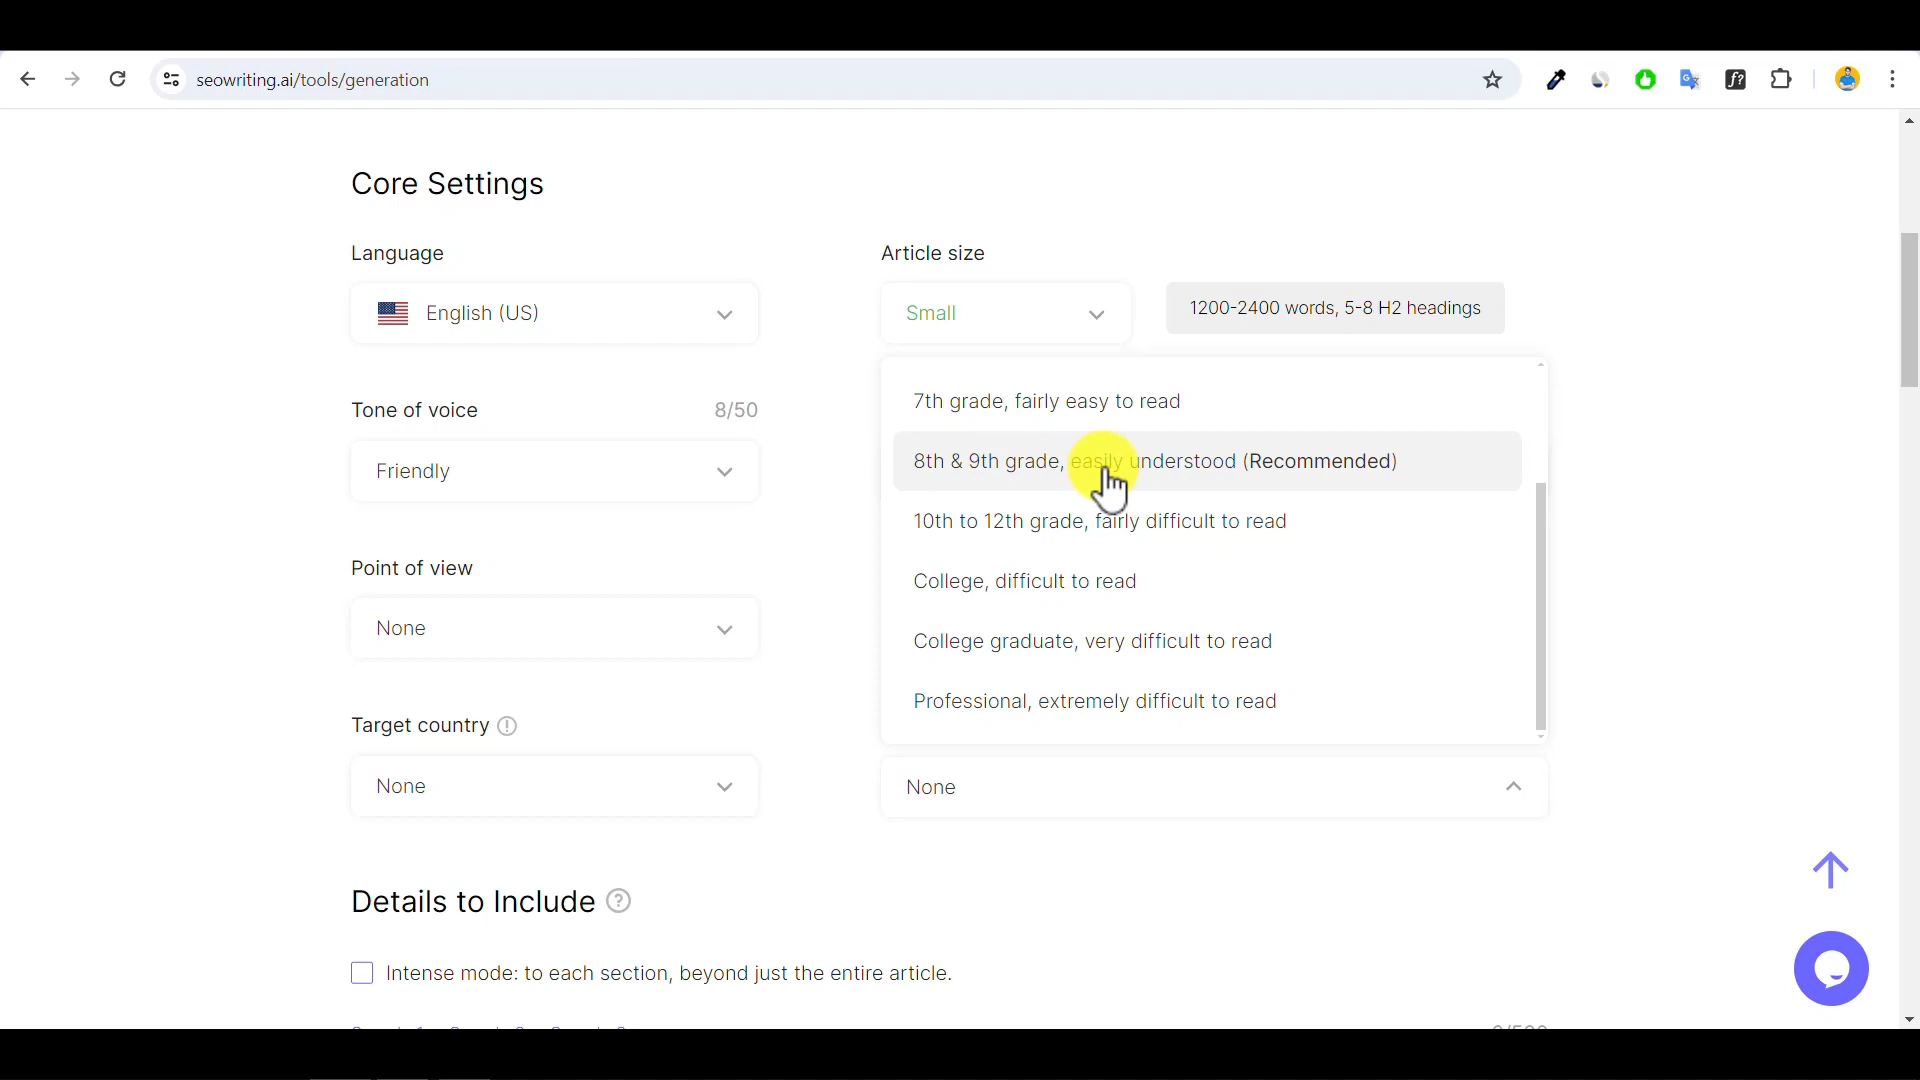 seowriting.ai/tools/generation
Core Settings
Language
Article size
English (US)
Small
1200-2400 words, 5-8 H2 headings
Tone of voice
8/50
Friendly
7th grade, fairly easy to read
8th & 9th grade, easily understood (Recommended)
10th to 12th grade, fairly difficult to read
College, difficult to read
College graduate, very difficult to read
Professional, extremely difficult to read
Point of view
None
Target country
None
None
Details to Include
Intense mode: to each section, beyond just the entire article.